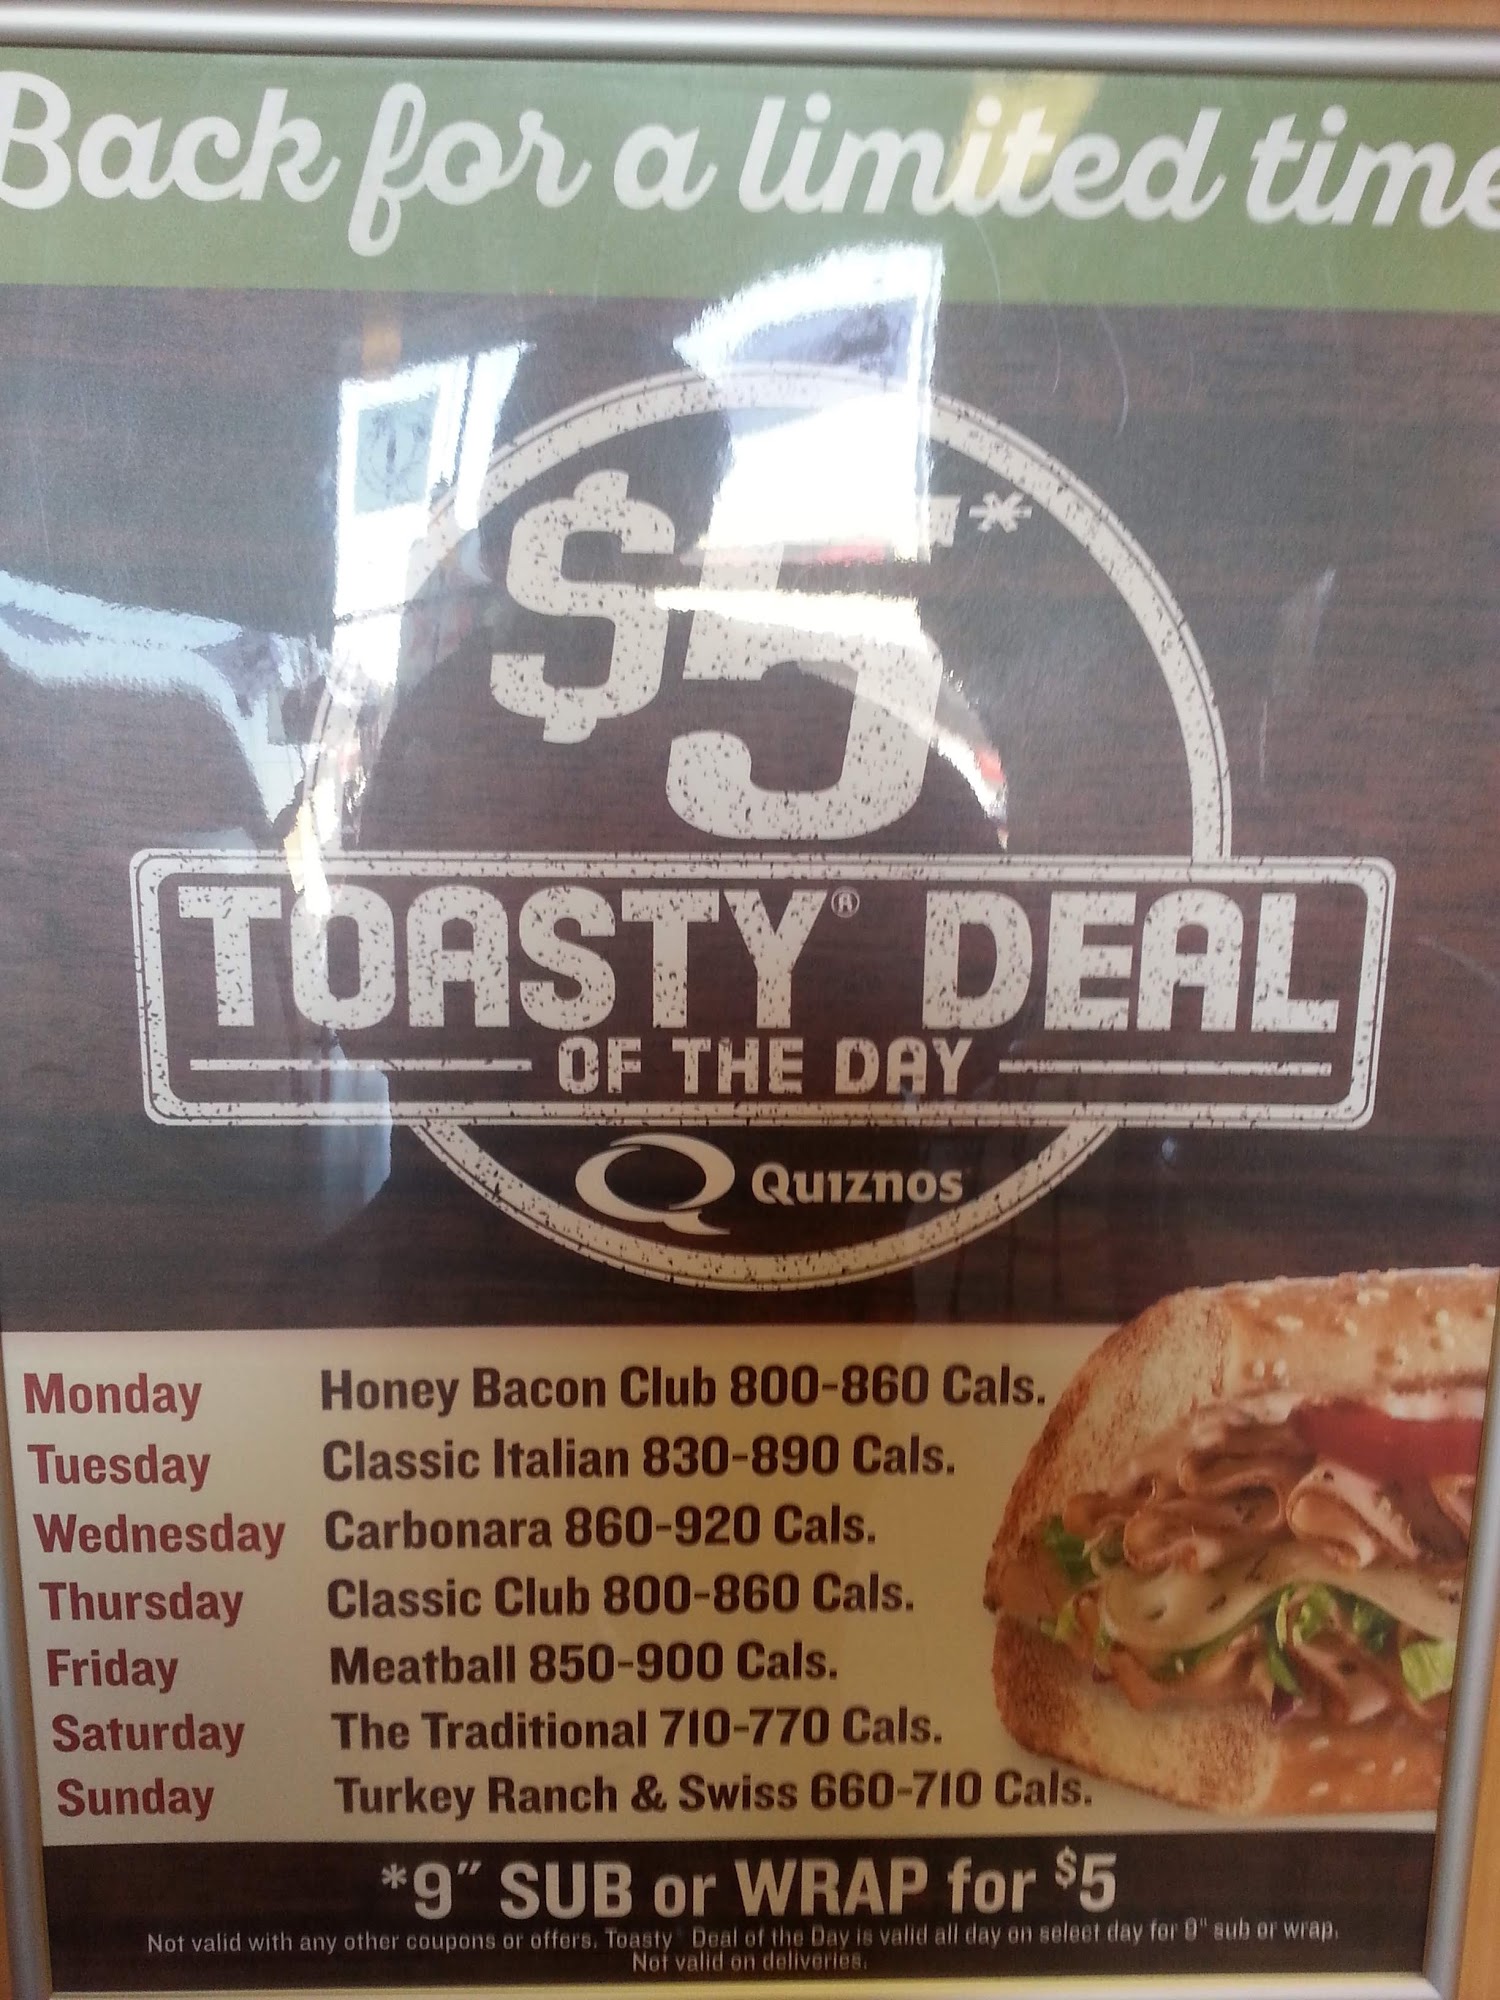 Back for a limited time
$5*
TOASTY® DEAL
OF THE DAY
Q QUIZNOS
Monday Honey Bacon Club 800-860 Cals.
Tuesday Classic Italian 830-890 Cals.
Wednesday Carbonara 860-920 Cals.
Thursday Classic Club 800-860 Cals.
Friday Meatball 850-900 Cals.
Saturday The Traditional 710-770 Cals.
Sunday Turkey Ranch & Swiss 660-710 Cals.
*9" SUB or WRAP for $5
Not valid with any other coupons or offers. Toasty® Deal of the Day is valid all day on select day for 9" sub or wrap.
Not valid on deliveries.